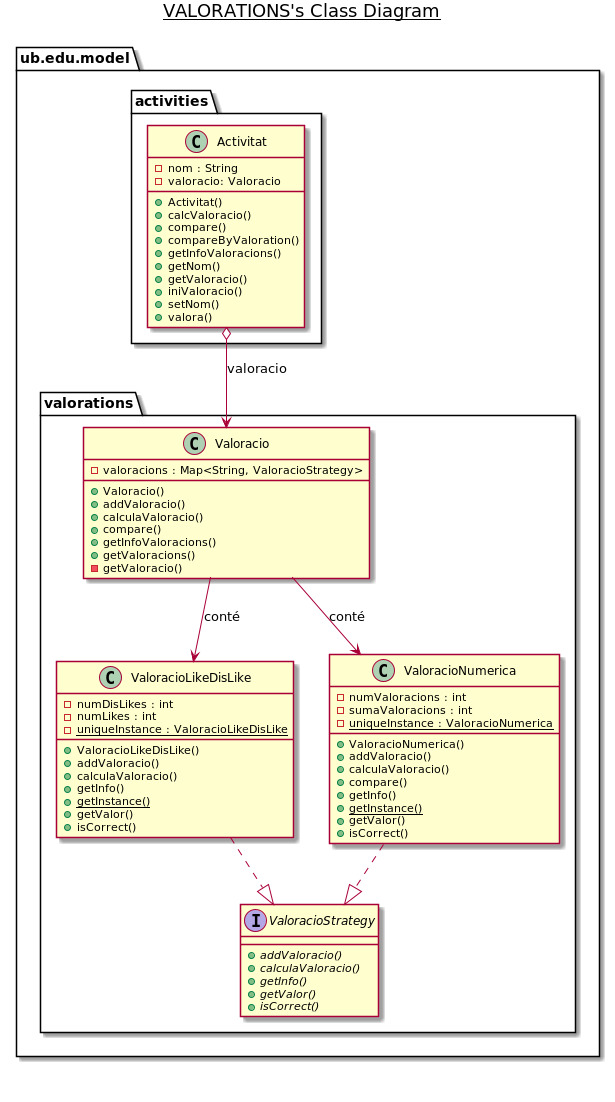 VALORATIONS's Class Diagram
ub.edu.model
activities
C Activitat
nom : String
valoracio: Valoracio
Activitat()
calcValoracio()
compare()
compareByValoration()
getInfoValoracions()
getNom()
getValoracio()
iniValoracio()
setNom()
valora()
valoracio
valorations
C Valoracio
valoracions : Map<String, ValoracioStrategy>
Valoracio()
addValoracio()
calculaValoracio()
compare()
getInfoValoracions()
getValoracions()
getValoracio()
conté
conté
C ValoracioLikeDisLike
numDisLikes : int
numLikes : int
uniqueInstance : ValoracioLikeDisLike
ValoracioLikeDisLike()
addValoracio()
calculaValoracio()
getInfo()
getInstance()
getValor()
isCorrect()
C ValoracioNumerica
numValoracions : int
sumaValoracions : int
uniqueInstance : ValoracioNumerica
ValoracioNumerica()
addValoracio()
calculaValoracio()
compare()
getInfo()
getInstance()
getValor()
isCorrect()
I ValoracioStrategy
addValoracio()
calculaValoracio()
getInfo()
getValor()
isCorrect()